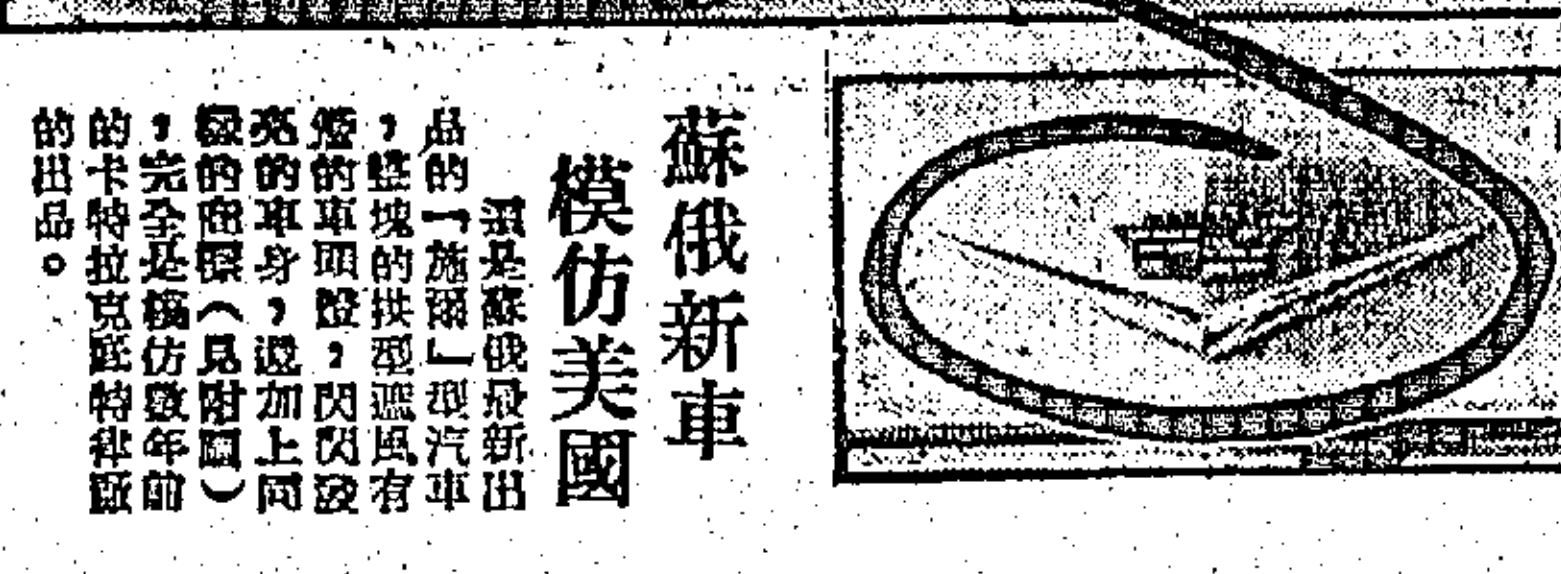 蘇俄新車
模仿美國
這是蘇俄最新出
品的「施爾」型汽車
，整塊的拱型遮風有
燈的車頭燈，閃閃發
亮的車身，還加上同
樣的商標（見附圖）
，完全是模仿數年前
的卡特拉克底特律廠
的出品。